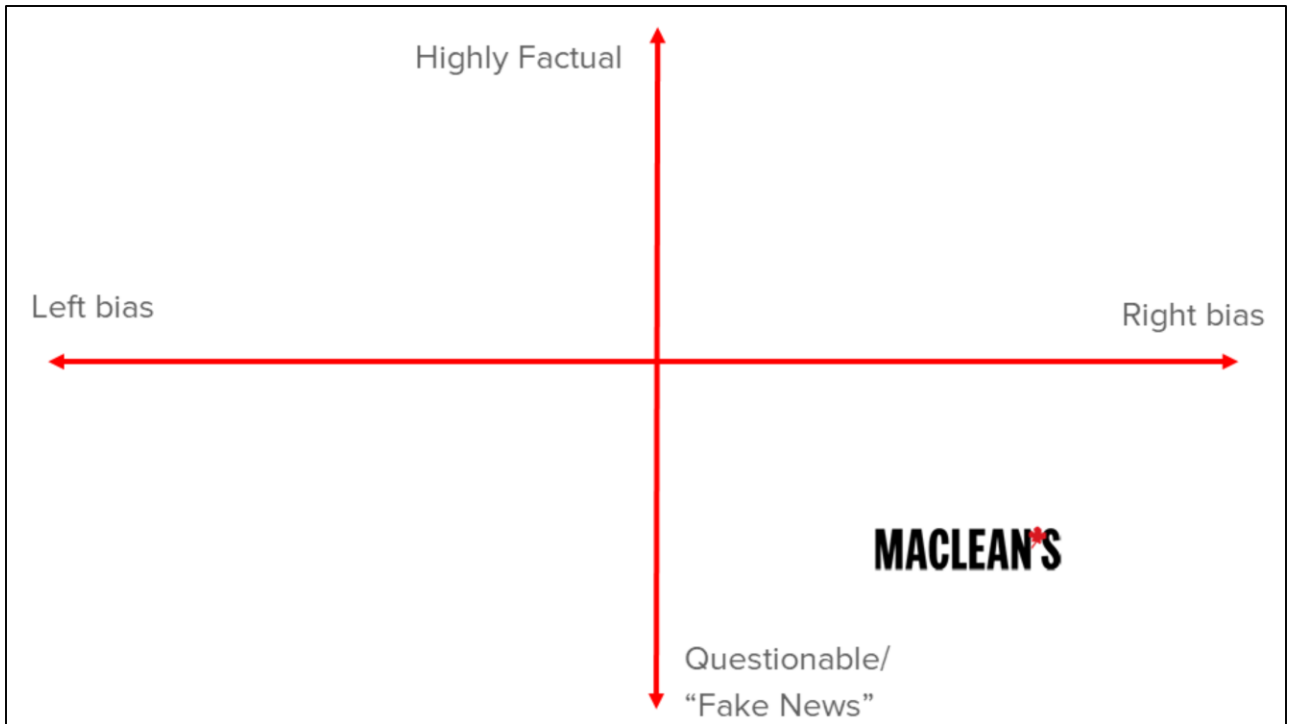 Highly Factual
Left bias
Right bias
MACLEAN'S
Questionable/
“Fake News”